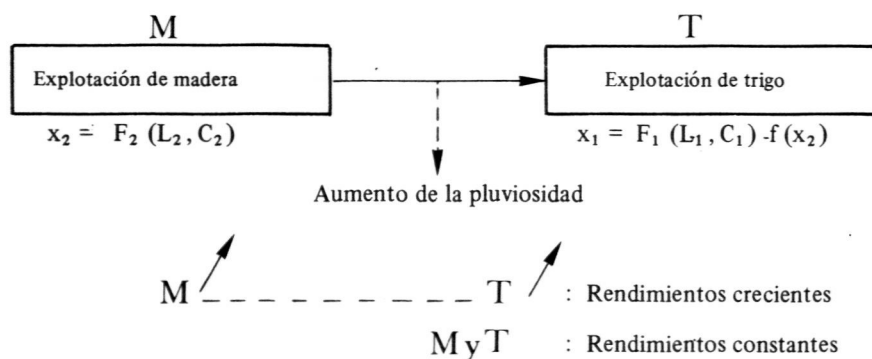 M T
Explotación de madera Explotación de trigo
x₂ = F₂ (L₂, C₂) x₁ = F₁ (L₁, C₁) -f(x₂)
Aumento de la pluviosidad
M _ _ _ _ _ _ _ _ _ _ T : Rendimientos crecientes
M y T : Rendimientos constantes